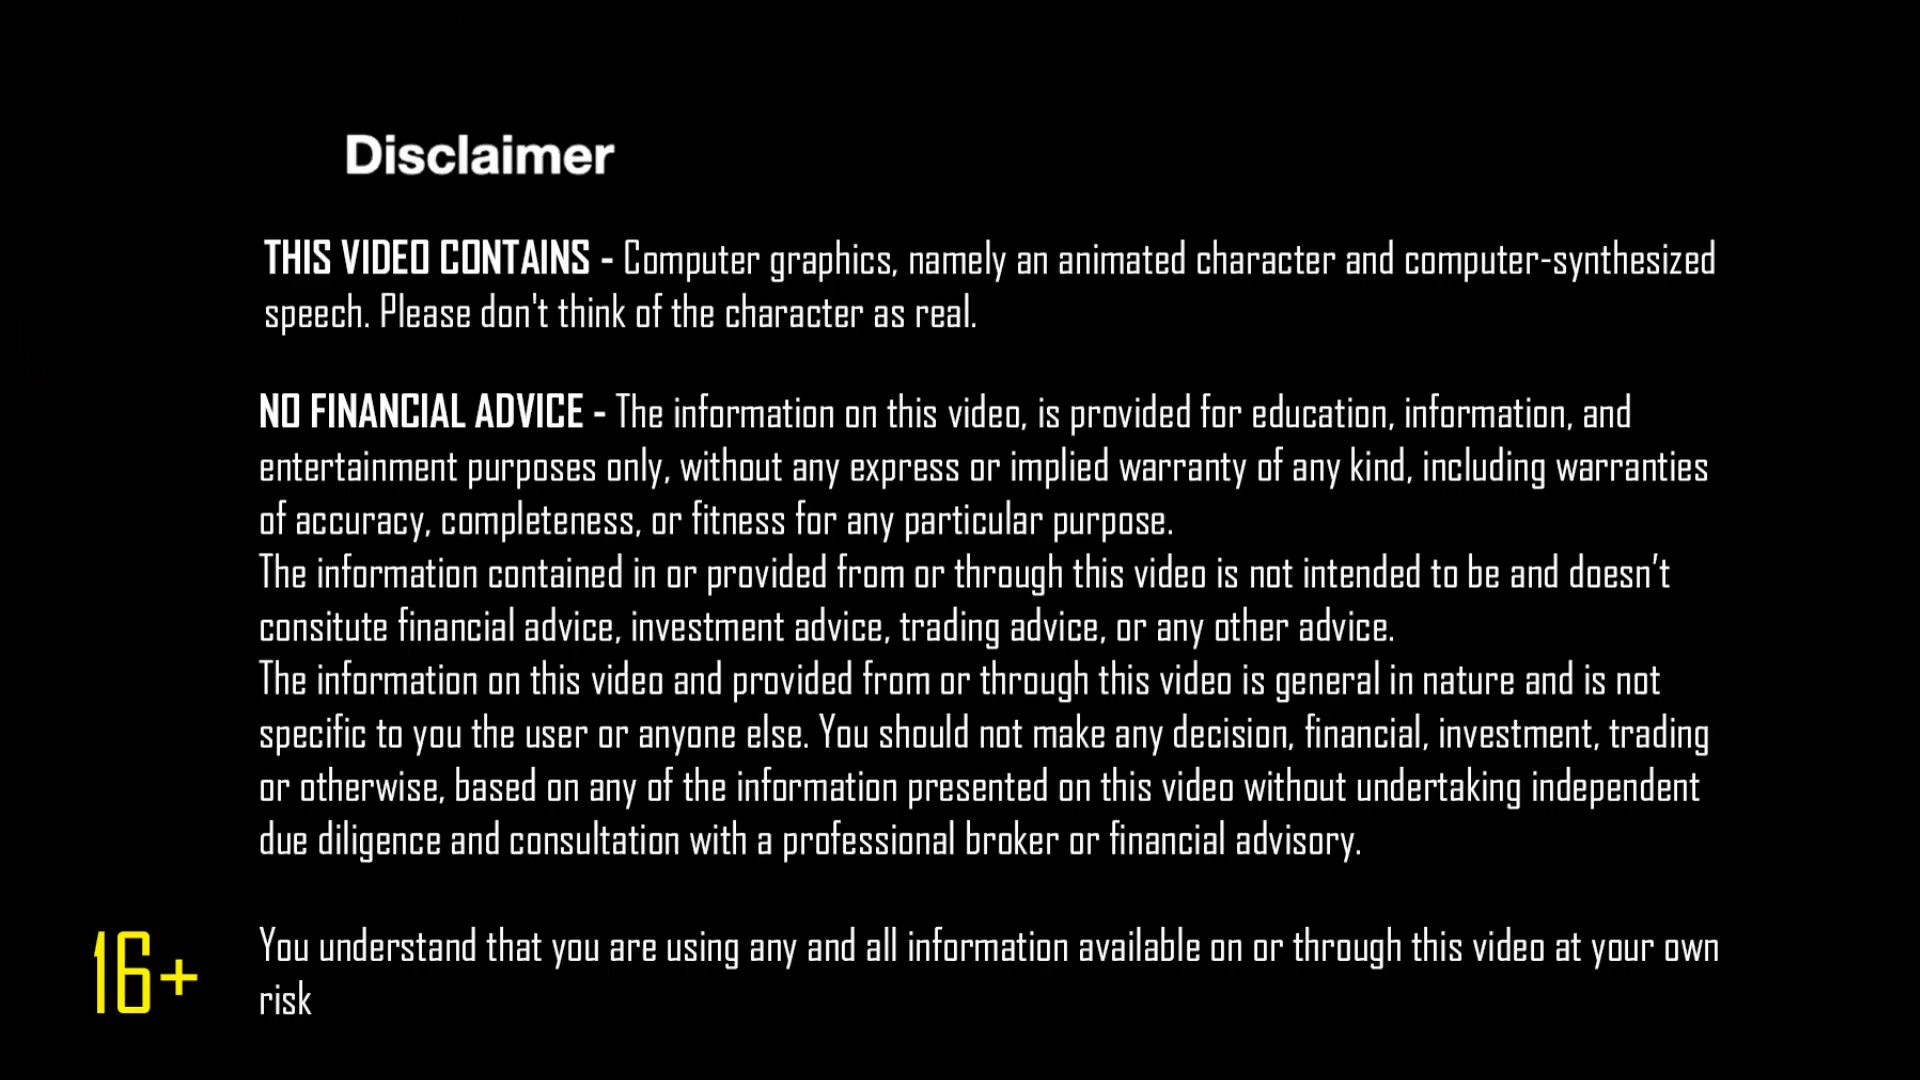 Disclaimer
THIS VIDEO CONTAINS - Computer graphics, namely an animated character and computer-synthesized
speech. Please don't think of the character as real.
NO FINANCIAL ADVICE - The information on this video, is provided for education, information, and
entertainment purposes only, without any express or implied warranty of any kind, including warranties
of accuracy, completeness, or fitness for any particular purpose.
The information contained in or provided from or through this video is not intended to be and doesn’t
consitute financial advice, investment advice, trading advice, or any other advice.
The information on this video and provided from or through this video is general in nature and is not
specific to you the user or anyone else. You should not make any decision, financial, investment, trading
or otherwise, based on any of the information presented on this video without undertaking independent
due diligence and consultation with a professional broker or financial advisory.
16+
You understand that you are using any and all information available on or through this video at your own
risk